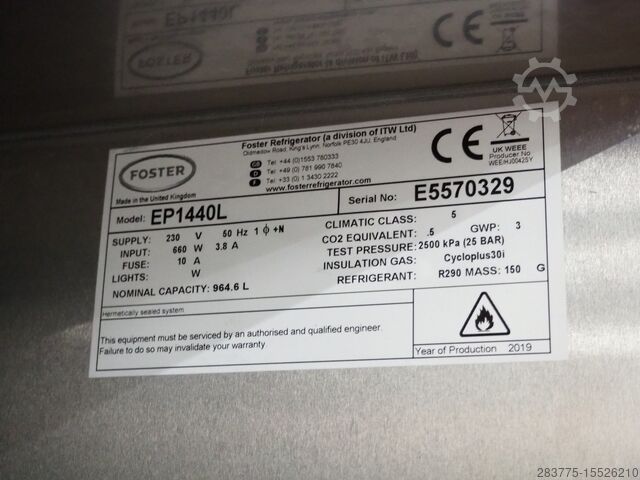 Foster Refrigerator (a division of ITW Ltd)
Oldmedow Road, King's Lynn, Norfolk PE30 4JU, England
GB Tel +44 (0)1553 780333
D Tel +49 (0)781 990 7840
F Tel +33 (0)1 3430 2222
www.fosterrefrigerator.com
CE
UK WEEE
Producer No.
WEE/HJ0042SY
FOSTER
Made in the United Kingdom
Model: EP1440L
Serial No: E5570329
SUPPLY: 230 V 50 Hz 1 ϕ +N
INPUT: 660 W 3.8 A
FUSE: 10 A
LIGHTS: W
NOMINAL CAPACITY: 964.6 L
CLIMATIC CLASS: 5
CO2 EQUIVALENT: .5 GWP: 3
TEST PRESSURE: 2500 kPa (25 BAR)
INSULATION GAS: Cycloplus30i
REFRIGERANT: R290 MASS: 150 G
Hermetically sealed system
This equipment must be serviced by an authorised and qualified engineer.
Failure to do so may invalidate your warranty.
Year of Production 2019
283775-15526210